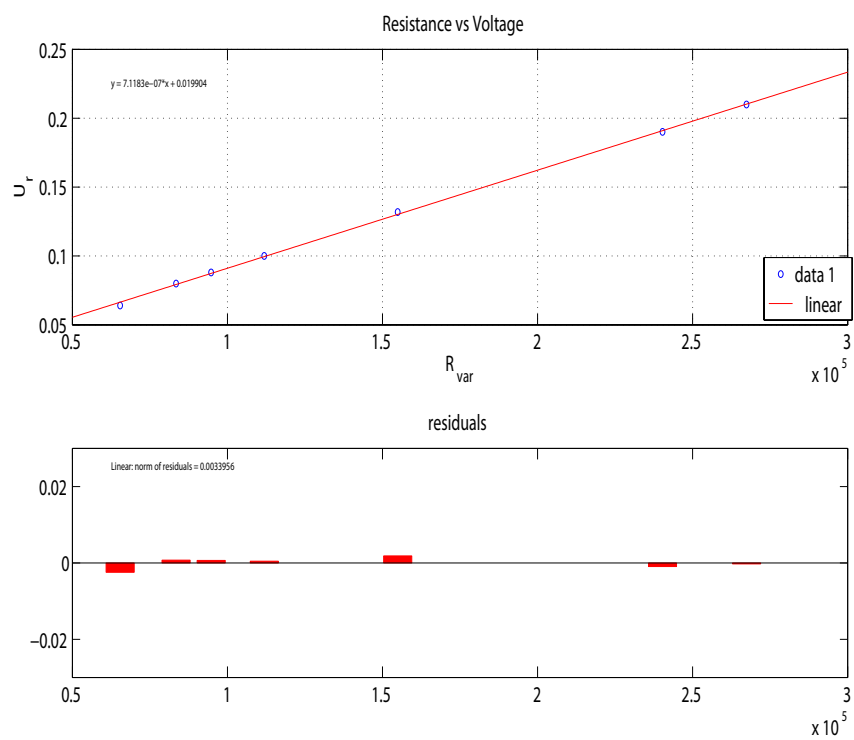 Resistance vs Voltage
0.25
y = 7.1183e−07*x + 0.019904
0.2
U_r
0.15
0.1
data 1
linear
0.05
0.5 1 1.5 2 2.5 3
R_var
x 10^5
residuals
Linear: norm of residuals = 0.0033956
0.02
0
−0.02
0.5 1 1.5 2 2.5 3
x 10^5